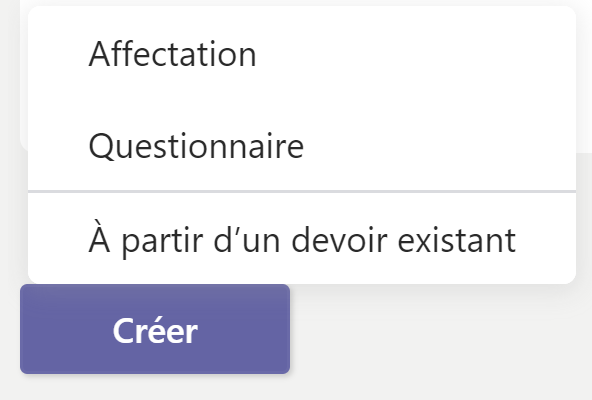 Affectation
Questionnaire
À partir d’un devoir existant
Créer